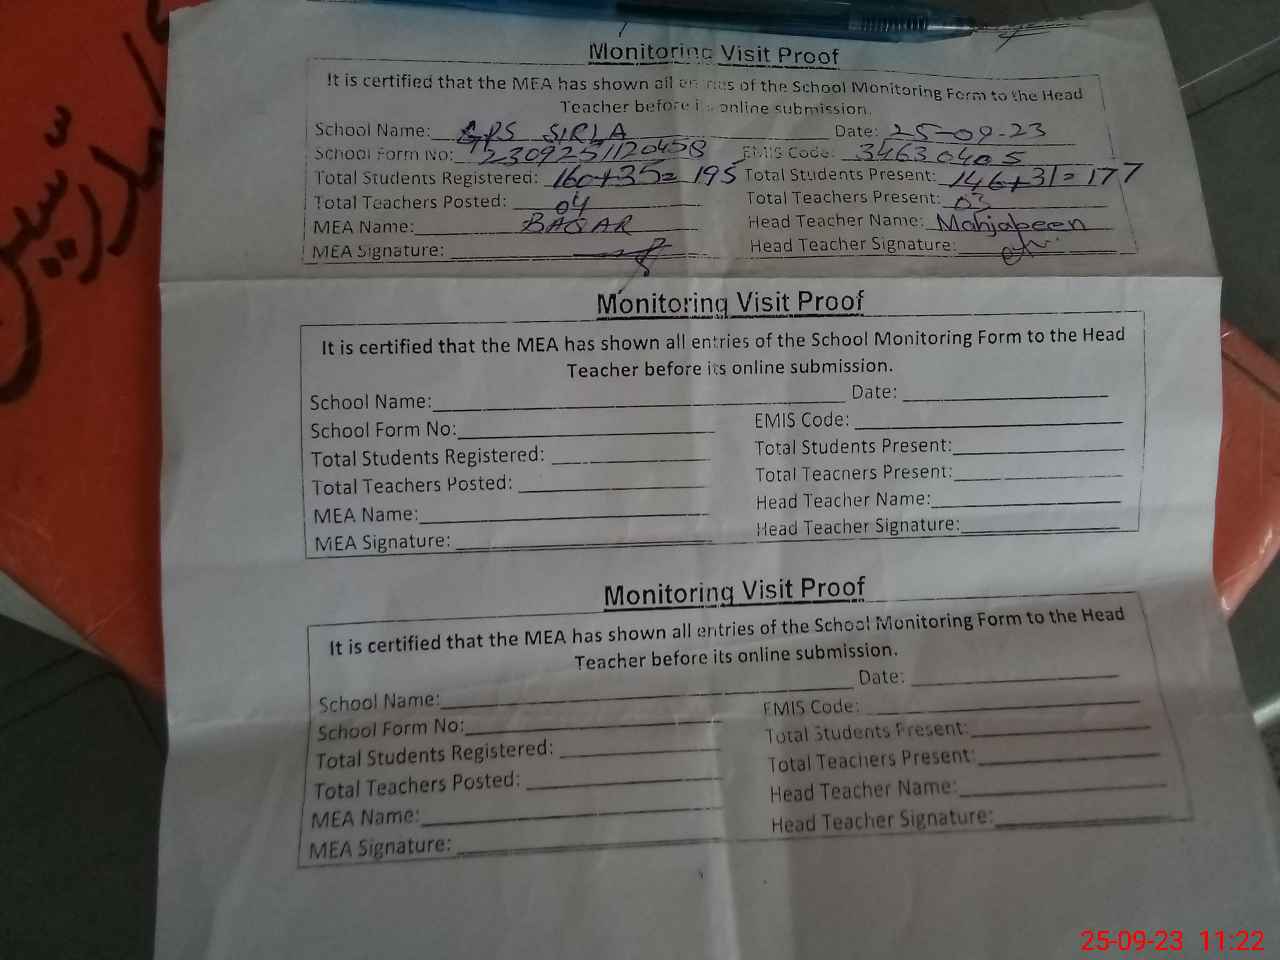 Monitoring Visit Proof
It is certified that the MEA has shown all entries of the School Monitoring Form to the Head
Teacher before its online submission.
School Name: GPS SIRLA Date: 25-09-23
School Form No: 2309251120458 EMIS Code: 34630405
Total Students Registered: 160+35=195 Total Students Present: 146+31=177
Total Teachers Posted: 04 Total Teachers Present: 03
MEA Name: BAQAR Head Teacher Name: Mahjabeen
MEA Signature: Head Teacher Signature:
Monitoring Visit Proof
It is certified that the MEA has shown all entries of the School Monitoring Form to the Head
Teacher before its online submission.
School Name: Date:
School Form No: EMIS Code:
Total Students Registered: Total Students Present:
Total Teachers Posted: Total Teachers Present:
MEA Name: Head Teacher Name:
MEA Signature: Head Teacher Signature:
Monitoring Visit Proof
It is certified that the MEA has shown all entries of the School Monitoring Form to the Head
Teacher before its online submission.
School Name: Date:
School Form No: EMIS Code:
Total Students Registered: Total Students Present:
Total Teachers Posted: Total Teachers Present:
MEA Name: Head Teacher Name:
MEA Signature: Head Teacher Signature:
25-09-23 11:22